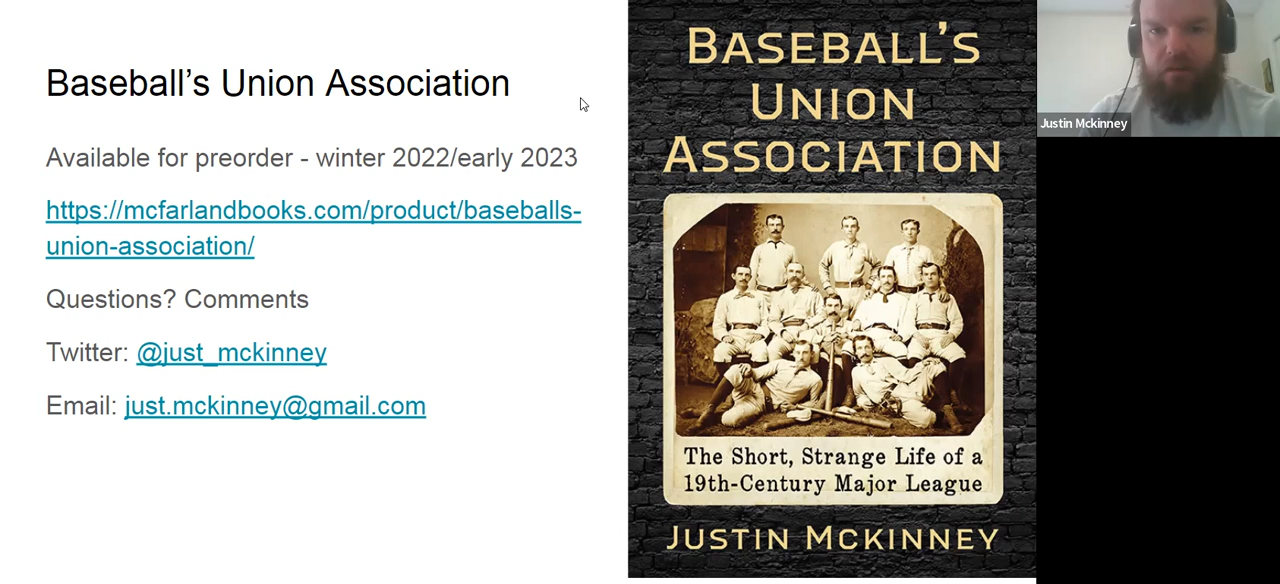 Baseball’s Union Association
Available for preorder - winter 2022/early 2023
https://mcfarlandbooks.com/product/baseballs-
union-association/
Questions? Comments
Twitter: @just_mckinney
Email: just.mckinney@gmail.com
BASEBALL’S
UNION
ASSOCIATION
The Short, Strange Life of a
19th-Century Major League
JUSTIN MCKINNEY
Justin Mckinney